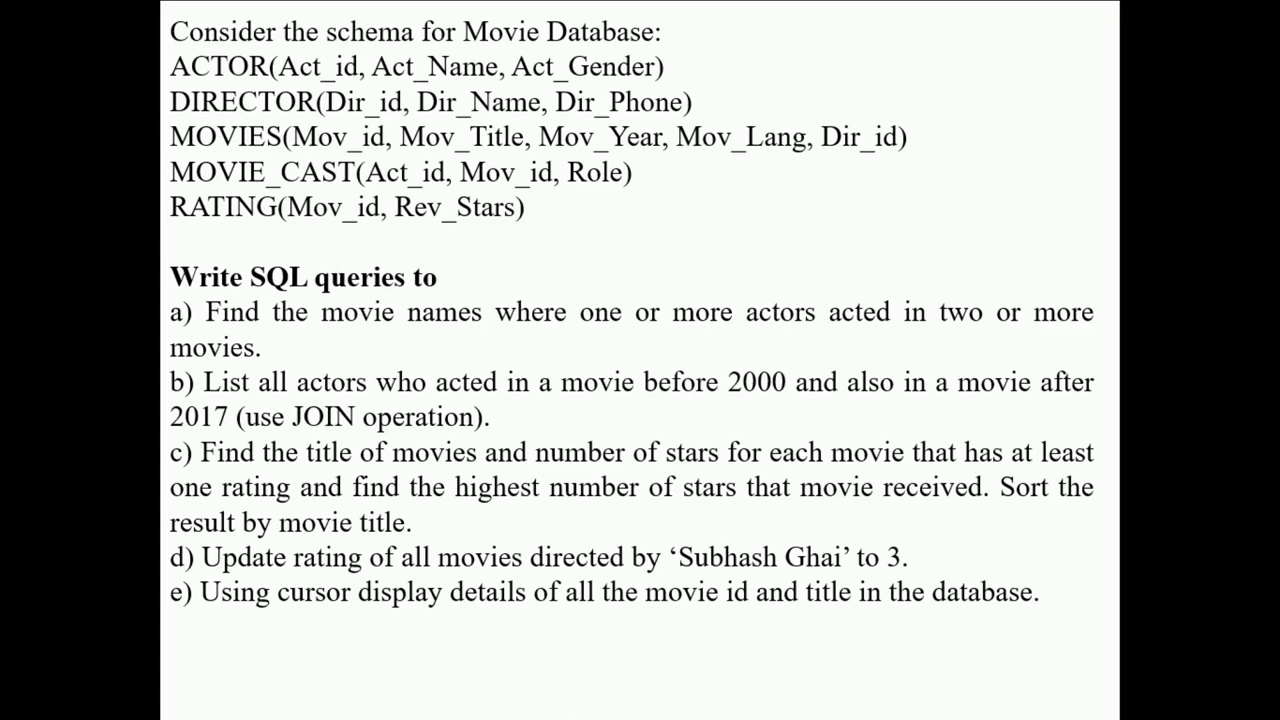 Consider the schema for Movie Database:
ACTOR(Act_id, Act_Name, Act_Gender)
DIRECTOR(Dir_id, Dir_Name, Dir_Phone)
MOVIES(Mov_id, Mov_Title, Mov_Year, Mov_Lang, Dir_id)
MOVIE_CAST(Act_id, Mov_id, Role)
RATING(Mov_id, Rev_Stars)
Write SQL queries to
a) Find the movie names where one or more actors acted in two or more
movies.
b) List all actors who acted in a movie before 2000 and also in a movie after
2017 (use JOIN operation).
c) Find the title of movies and number of stars for each movie that has at least
one rating and find the highest number of stars that movie received. Sort the
result by movie title.
d) Update rating of all movies directed by ‘Subhash Ghai’ to 3.
e) Using cursor display details of all the movie id and title in the database.